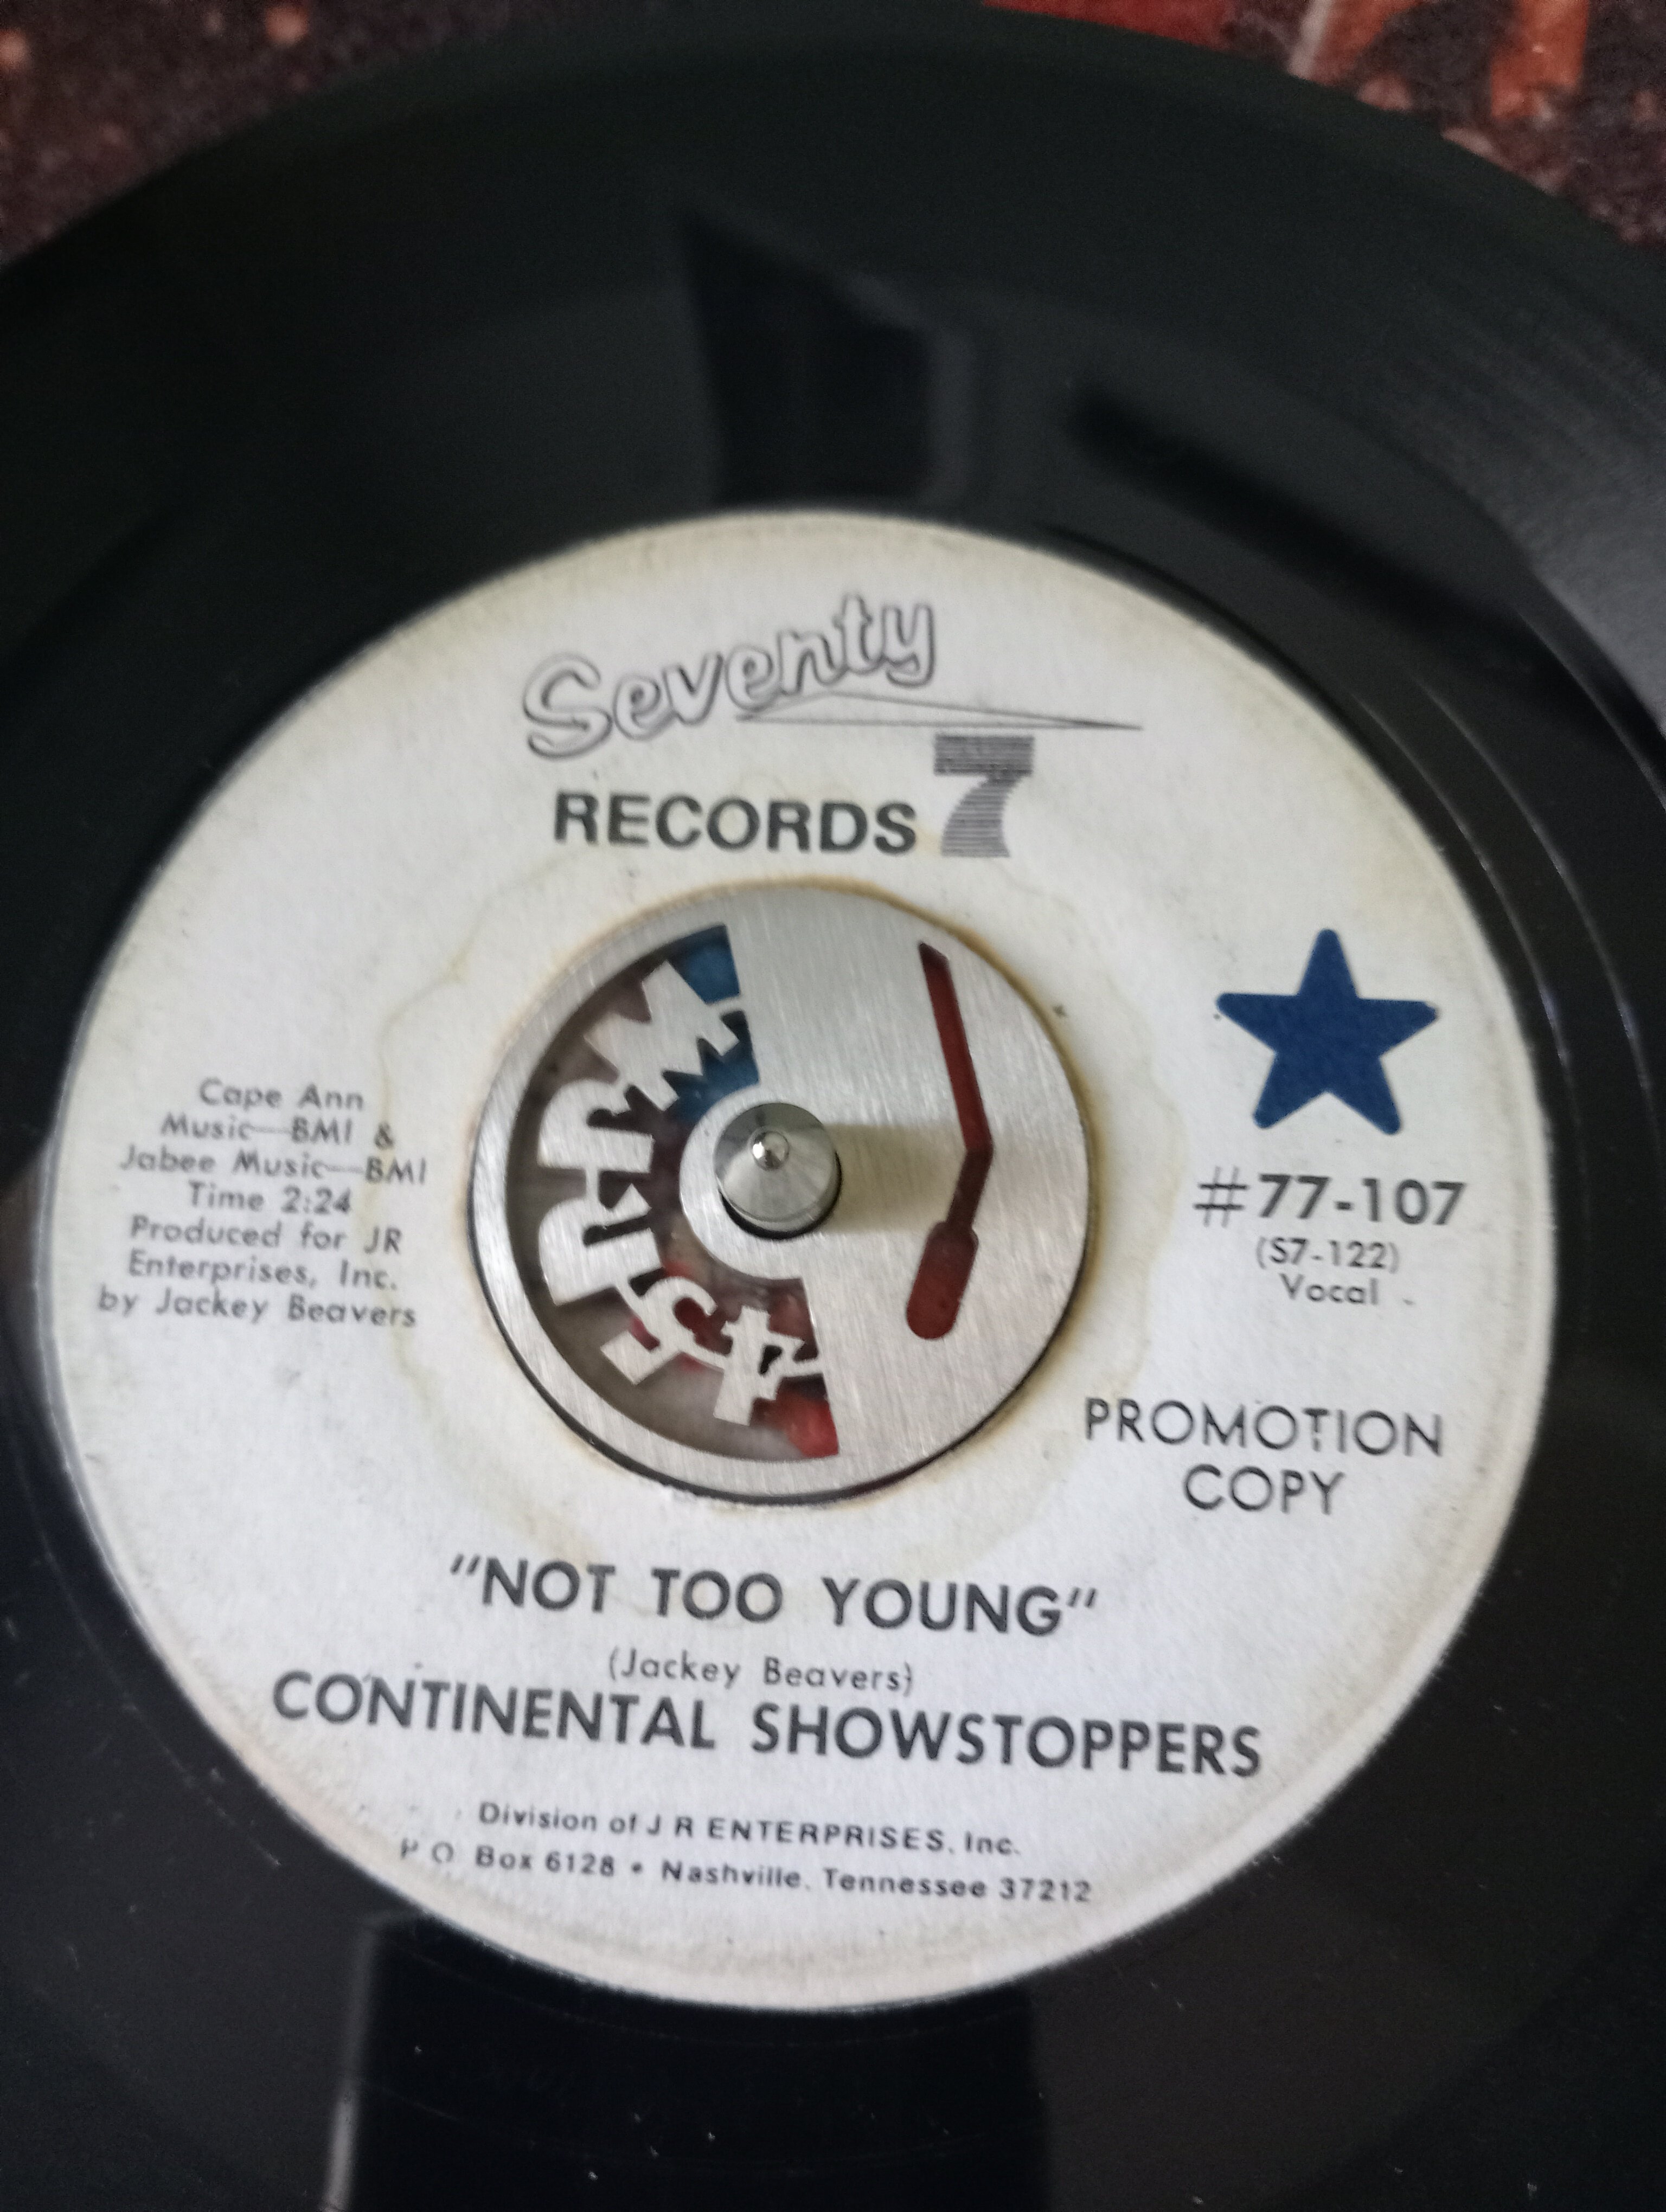 Seventy
RECORDS 7
Cape Ann
Music—BMI &
Jabee Music—BMI
Time 2:24
Produced for JR
Enterprises, Inc.
by Jackey Beavers
#77-107
(S7-122)
Vocal
PROMOTION
COPY
"NOT TOO YOUNG"
(Jackey Beavers)
CONTINENTAL SHOWSTOPPERS
Division of J R ENTERPRISES, Inc.
P O Box 6128 • Nashville, Tennessee 37212